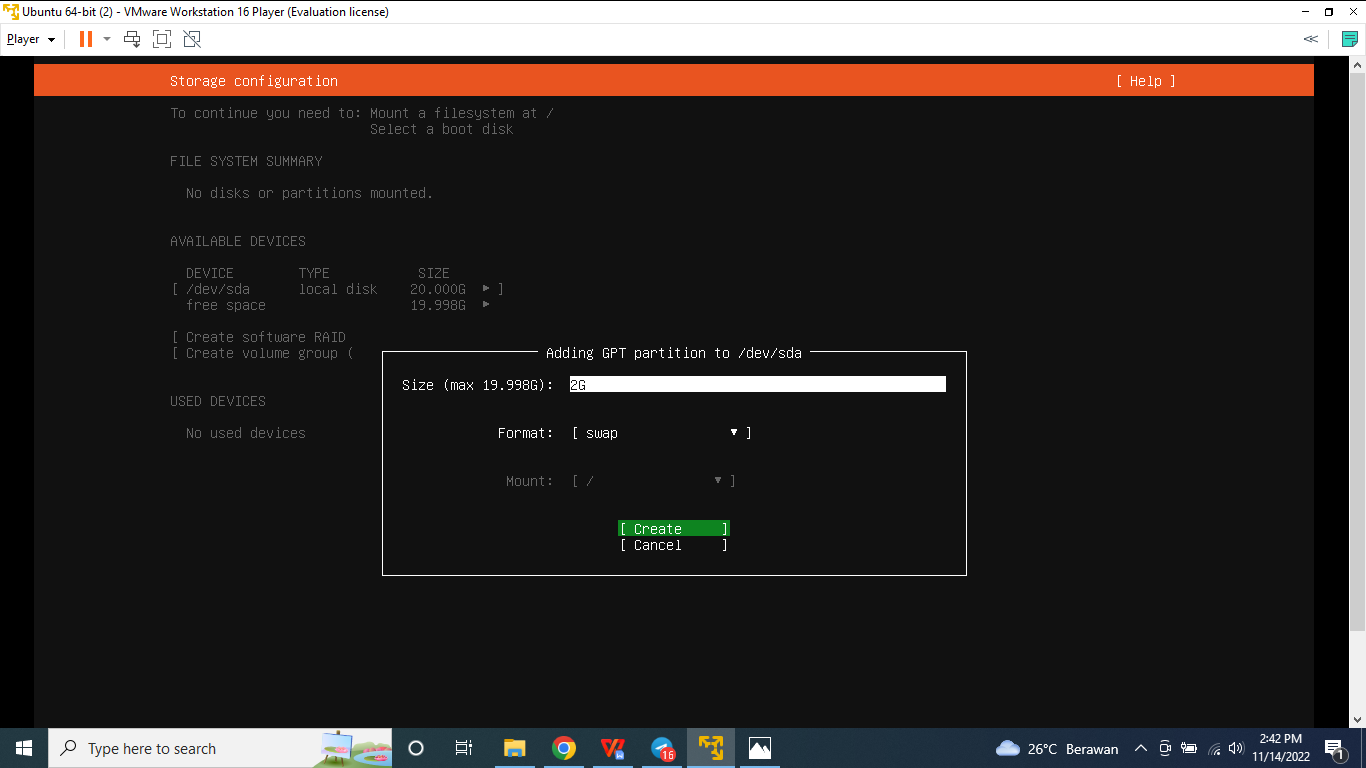 Ubuntu 64-bit (2) - VMware Workstation 16 Player (Evaluation license)
Player
Storage configuration [ Help ]
To continue you need to: Mount a filesystem at /
Select a boot disk
FILE SYSTEM SUMMARY
No disks or partitions mounted.
AVAILABLE DEVICES
DEVICE TYPE SIZE
[ /dev/sda local disk 20.000G ▸ ]
free space 19.998G ▸
[ Create software RAID
[ Create volume group (
USED DEVICES
No used devices
Adding GPT partition to /dev/sda
Size (max 19.998G): 2G
Format: [ swap ▾ ]
Mount: [ / ▾ ]
[ Create ]
[ Cancel ]
Type here to search
16
26°C Berawan
2:42 PM
11/14/2022
1